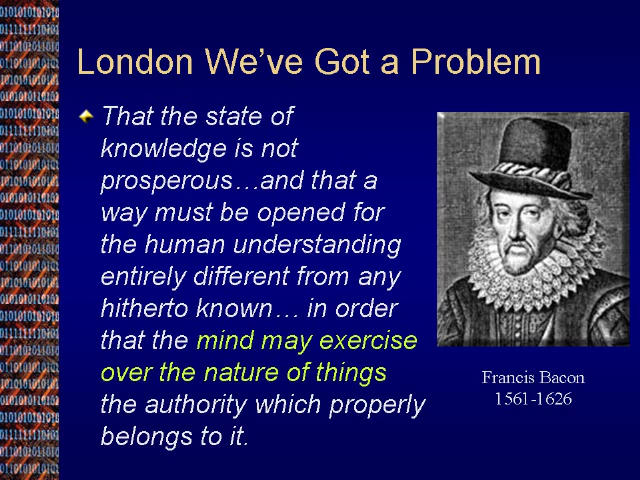 London We've Got a Problem
That the state of
knowledge is not
prosperous…and that a
way must be opened for
the human understanding
entirely different from any
hitherto known… in order
that the mind may exercise
over the nature of things
the authority which properly
belongs to it.
Francis Bacon
1561-1626